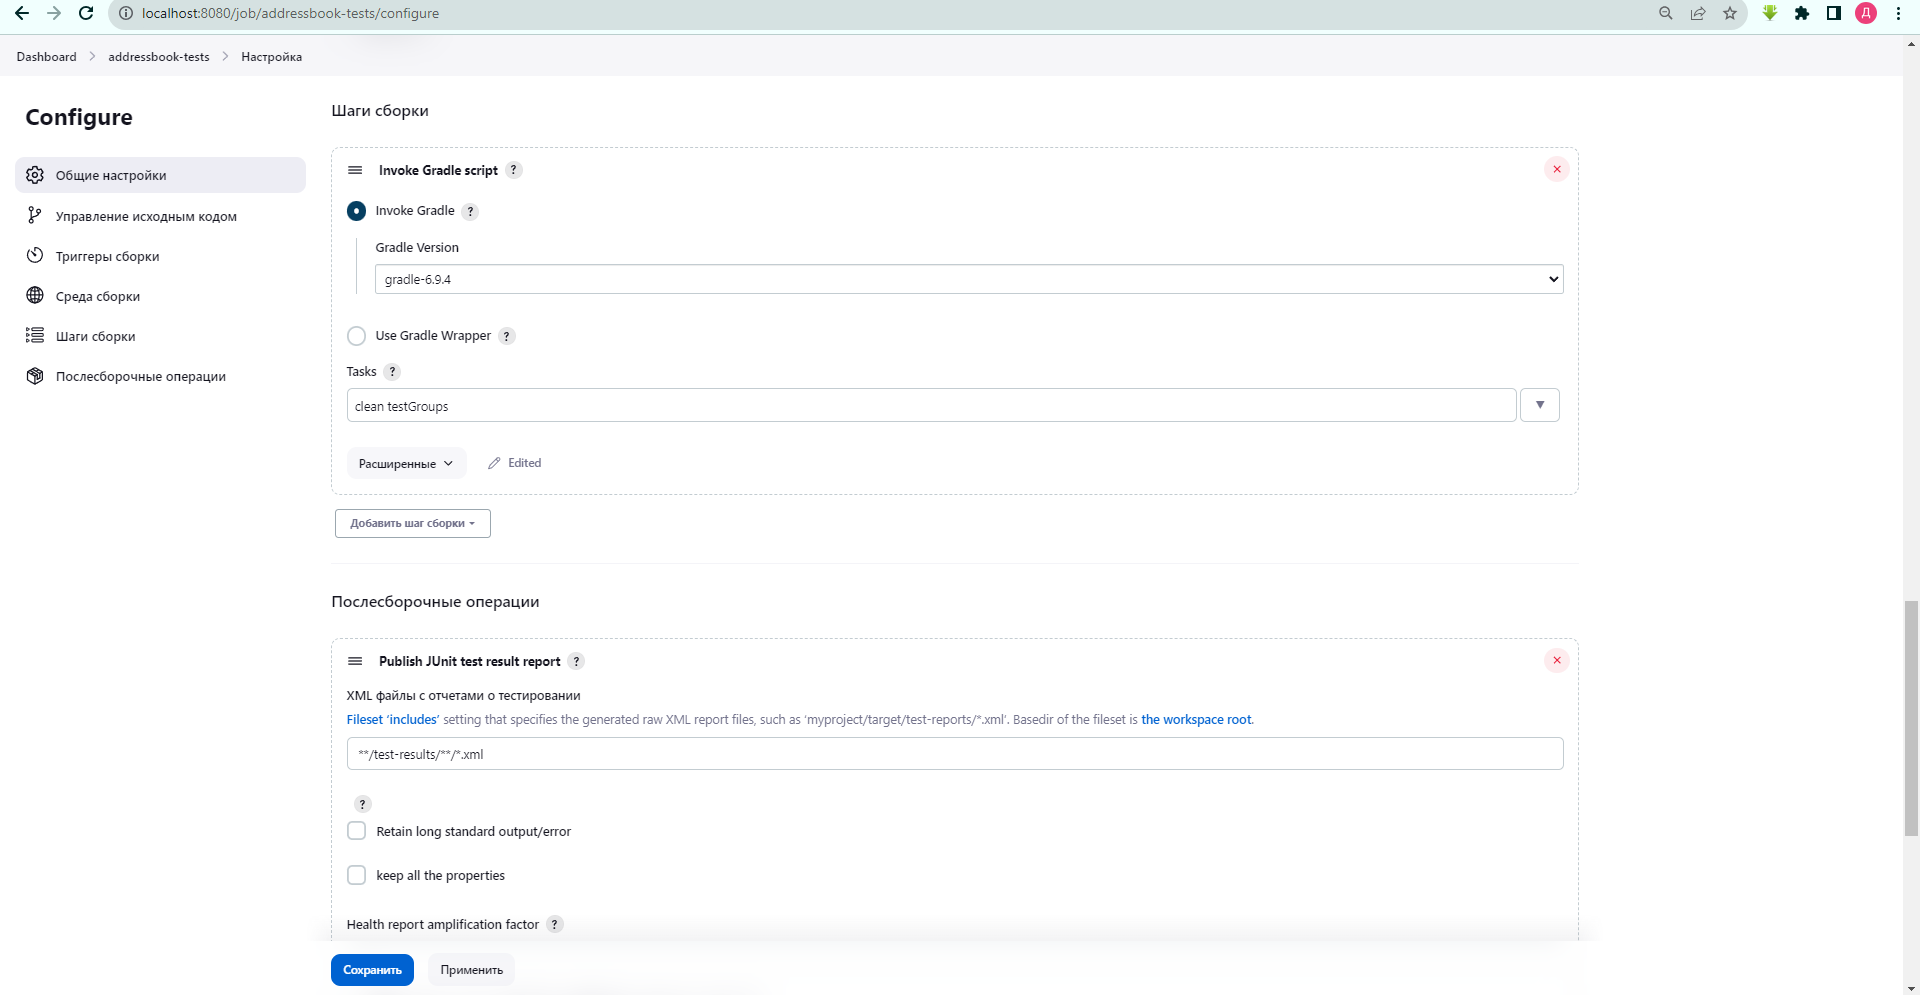 localhost:8080/job/addressbook-tests/configure
Д
Dashboard > addressbook-tests > Настройка
Configure
Общие настройки
Управление исходным кодом
Триггеры сборки
Среда сборки
Шаги сборки
Послесборочные операции
Шаги сборки
Invoke Gradle script ?
Invoke Gradle ?
Gradle Version
gradle-6.9.4
Use Gradle Wrapper ?
Tasks ?
clean testGroups
Расширенные
Edited
Добавить шаг сборки
Послесборочные операции
Publish JUnit test result report ?
XML файлы с отчетами о тестировании
Fileset 'includes' setting that specifies the generated raw XML report files, such as 'myproject/target/test-reports/*.xml'. Basedir of the fileset is the workspace root.
**/test-results/**/*.xml
?
Retain long standard output/error
keep all the properties
Health report amplification factor ?
Сохранить
Применить